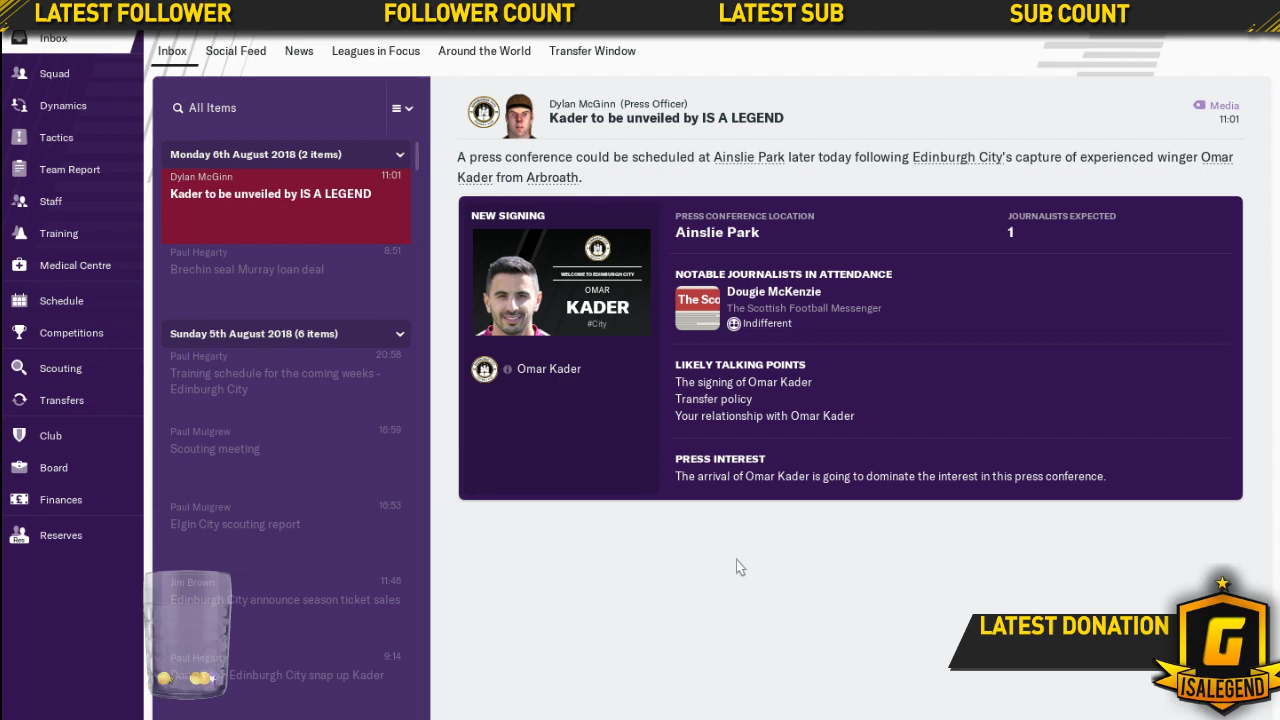 LATEST FOLLOWER
FOLLOWER COUNT
LATEST SUB
SUB COUNT
Inbox
Squad
Dynamics
Tactics
Team Report
Staff
Training
Medical Centre
Schedule
Competitions
Scouting
Transfers
Club
Board
Finances
Res
Reserves
Inbox
Social Feed
News
Leagues in Focus
Around the World
Transfer Window
All Items
Monday 6th August 2018 (2 items)
Dylan McGinn 11:01
Kader to be unveiled by IS A LEGEND
Paul Hegarty 8:51
Brechin seal Murray loan deal
Sunday 5th August 2018 (6 items)
Paul Hegarty 20:58
Training schedule for the coming weeks -
Edinburgh City
Paul Mulgrew 16:59
Scouting meeting
Paul Mulgrew 16:53
Elgin City scouting report
Jim Brown 11:46
Edinburgh City announce season ticket sales
Paul Hegarty 9:14
Edinburgh City snap up Kader
Dylan McGinn (Press Officer)
Kader to be unveiled by IS A LEGEND
Media
11:01
A press conference could be scheduled at Ainslie Park later today following Edinburgh City's capture of experienced winger Omar
Kader from Arbroath.
NEW SIGNING
WELCOME TO EDINBURGH CITY
OMAR
KADER
#City
Omar Kader
PRESS CONFERENCE LOCATION
Ainslie Park
JOURNALISTS EXPECTED
1
NOTABLE JOURNALISTS IN ATTENDANCE
The Sco
Dougie McKenzie
The Scottish Football Messenger
Indifferent
LIKELY TALKING POINTS
The signing of Omar Kader
Transfer policy
Your relationship with Omar Kader
PRESS INTEREST
The arrival of Omar Kader is going to dominate the interest in this press conference.
LATEST DONATION
G
ISALEGEND